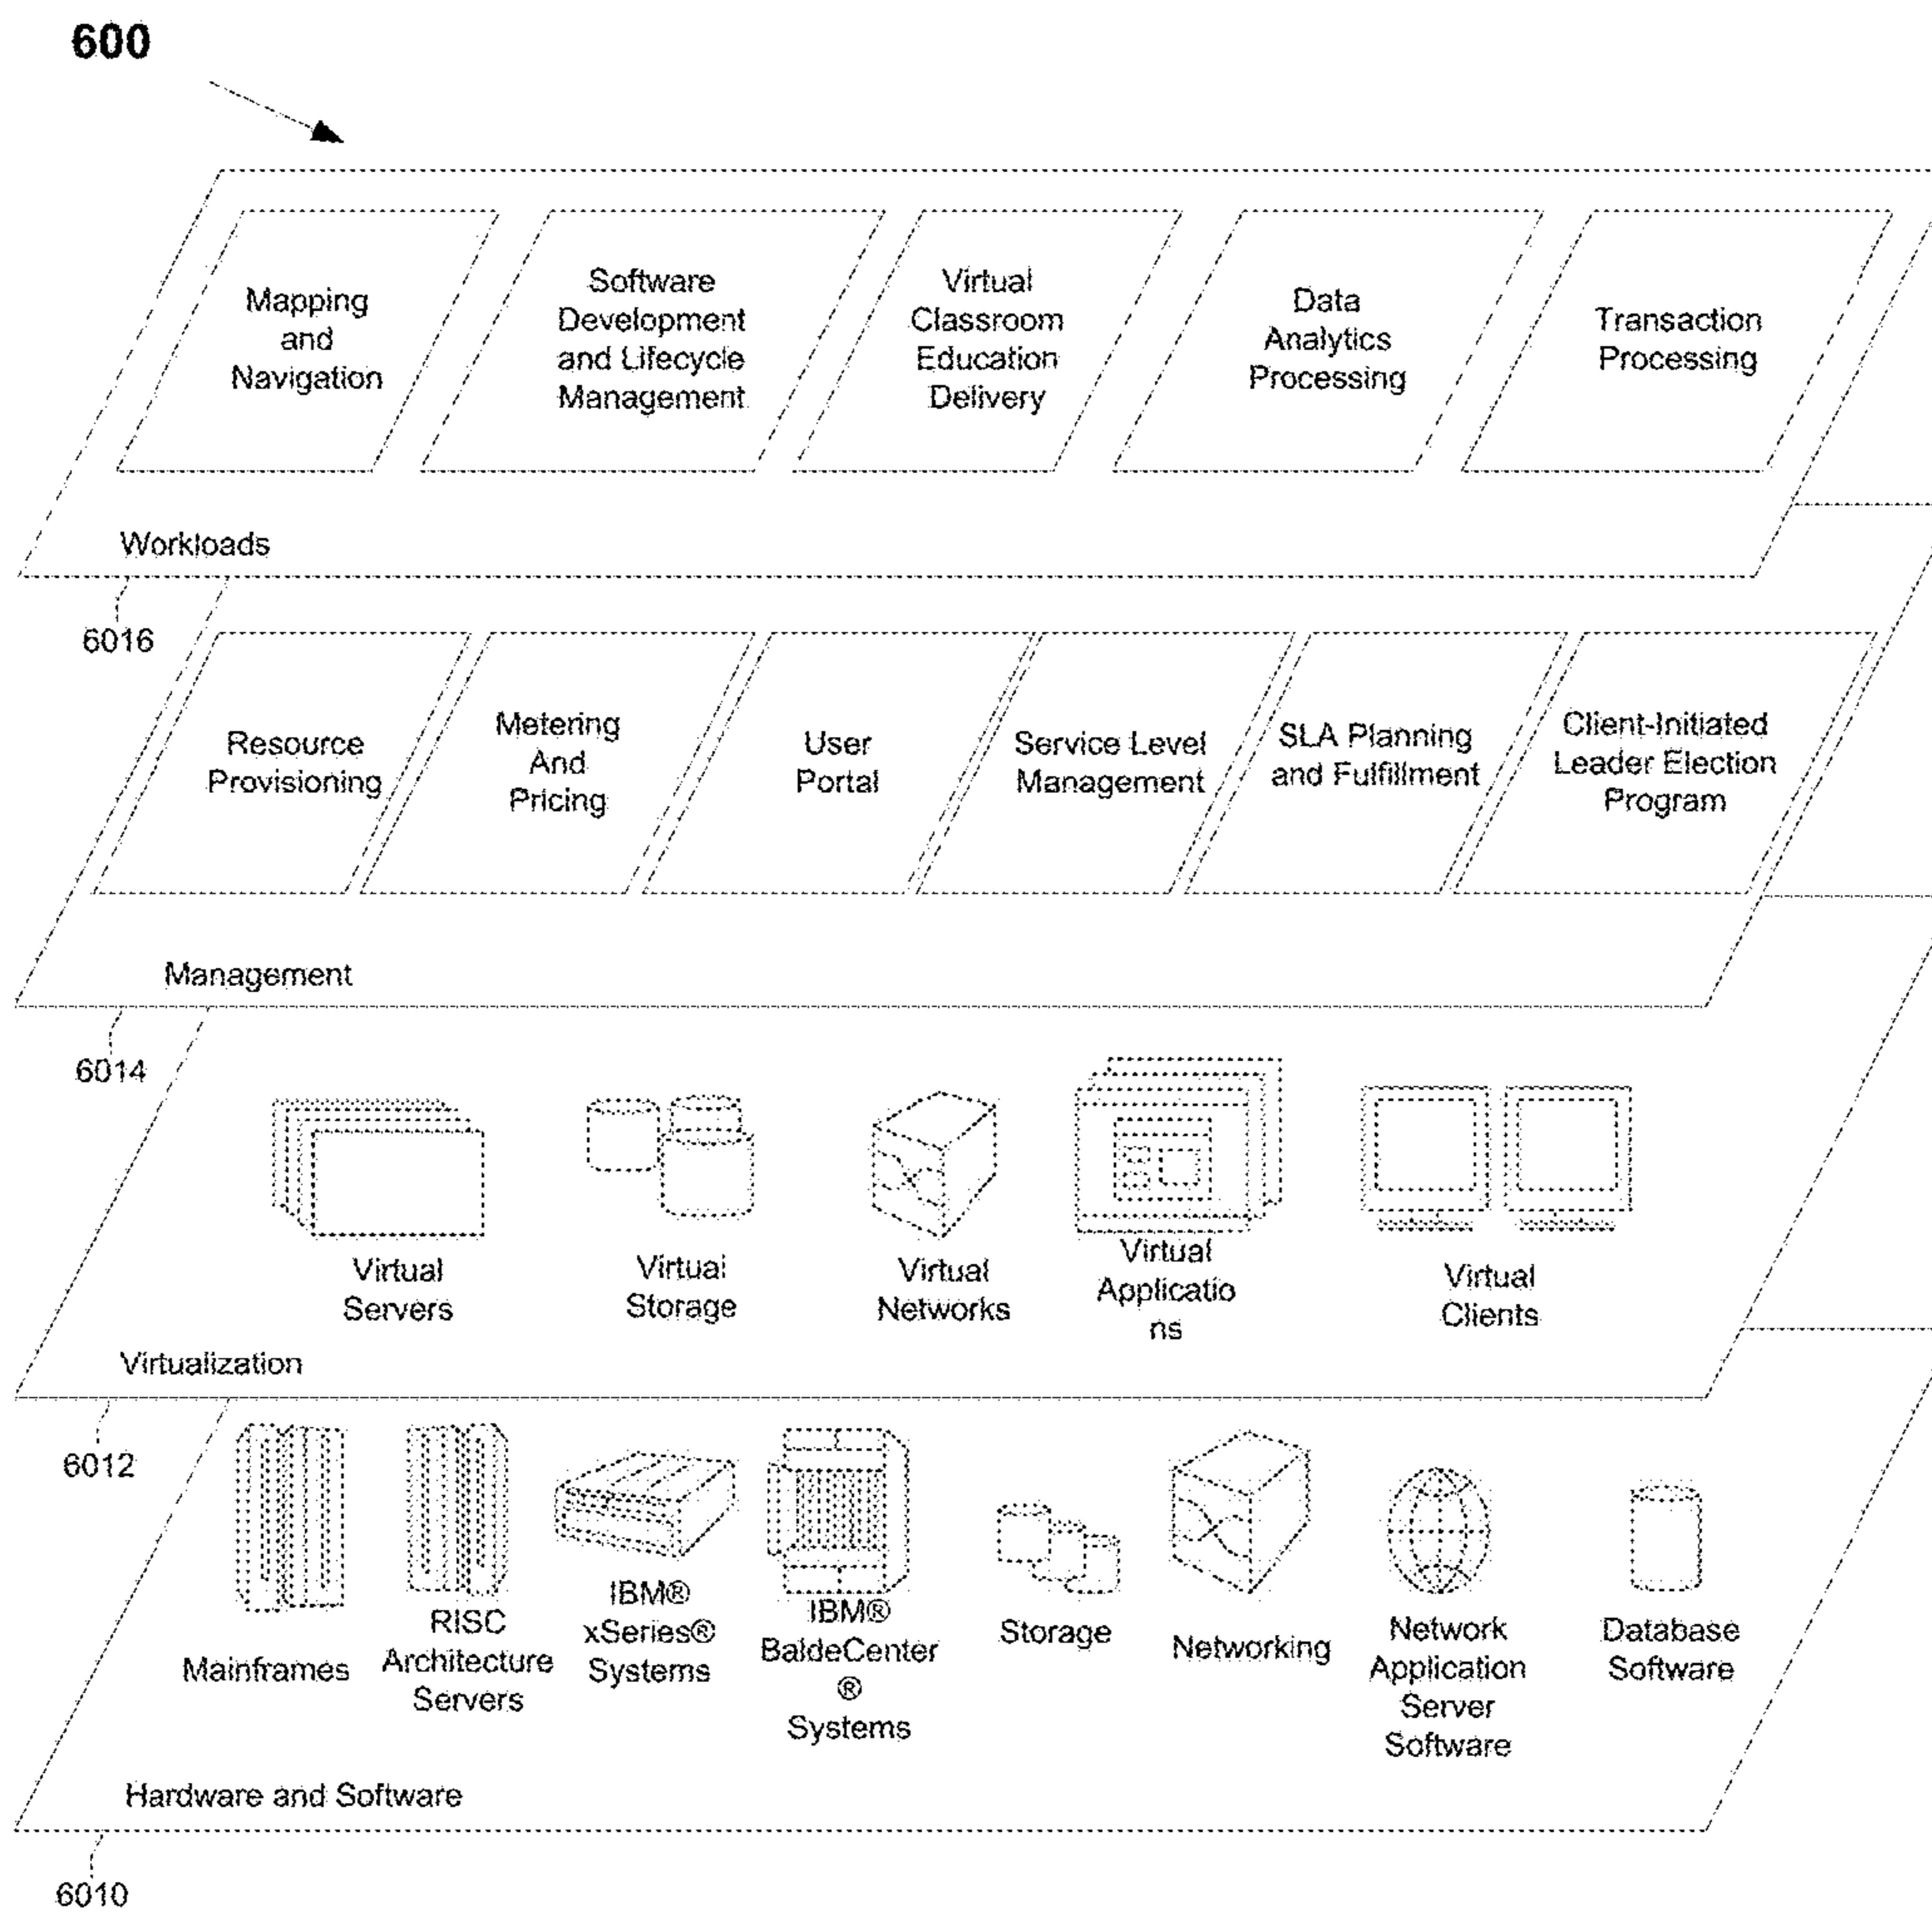 600
Mapping
and
Navigation
Software
Development
and Lifecycle
Management
Virtual
Classroom
Education
Delivery
Data
Analytics
Processing
Transaction
Processing
Workloads
6016
Resource
Provisioning
Metering
And
Pricing
User
Portal
Service Level
Management
SLA Planning
and Fulfillment
Client-Initiated
Leader Election
Program
Management
6014
Virtual
Servers
Virtual
Storage
Virtual
Networks
Virtual
Applicatio
ns
Virtual
Clients
Virtualization
6012
Mainframes
RISC
Architecture
Servers
IBM®
xSeries®
Systems
IBM®
BaldeCenter
®
Systems
Storage
Networking
Network
Application
Server
Software
Database
Software
Hardware and Software
6010